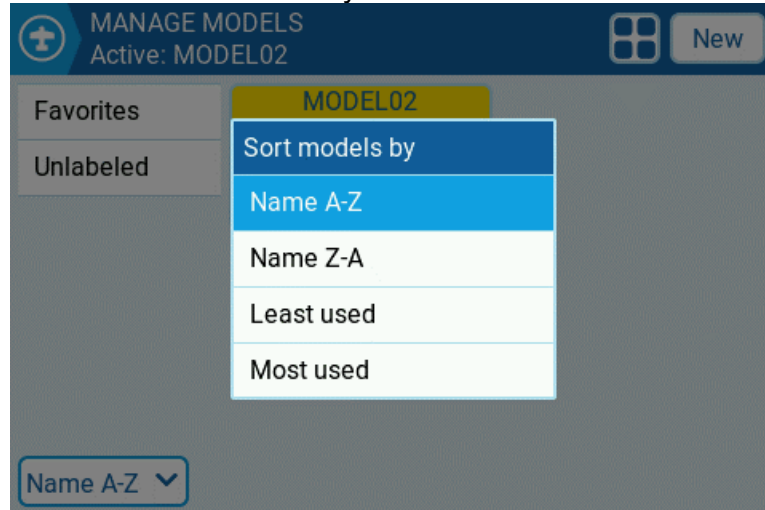 MANAGE MODELS
Active: MODEL02
New
Favorites
Unlabeled
MODEL02
Sort models by
Name A-Z
Name Z-A
Least used
Most used
Name A-Z